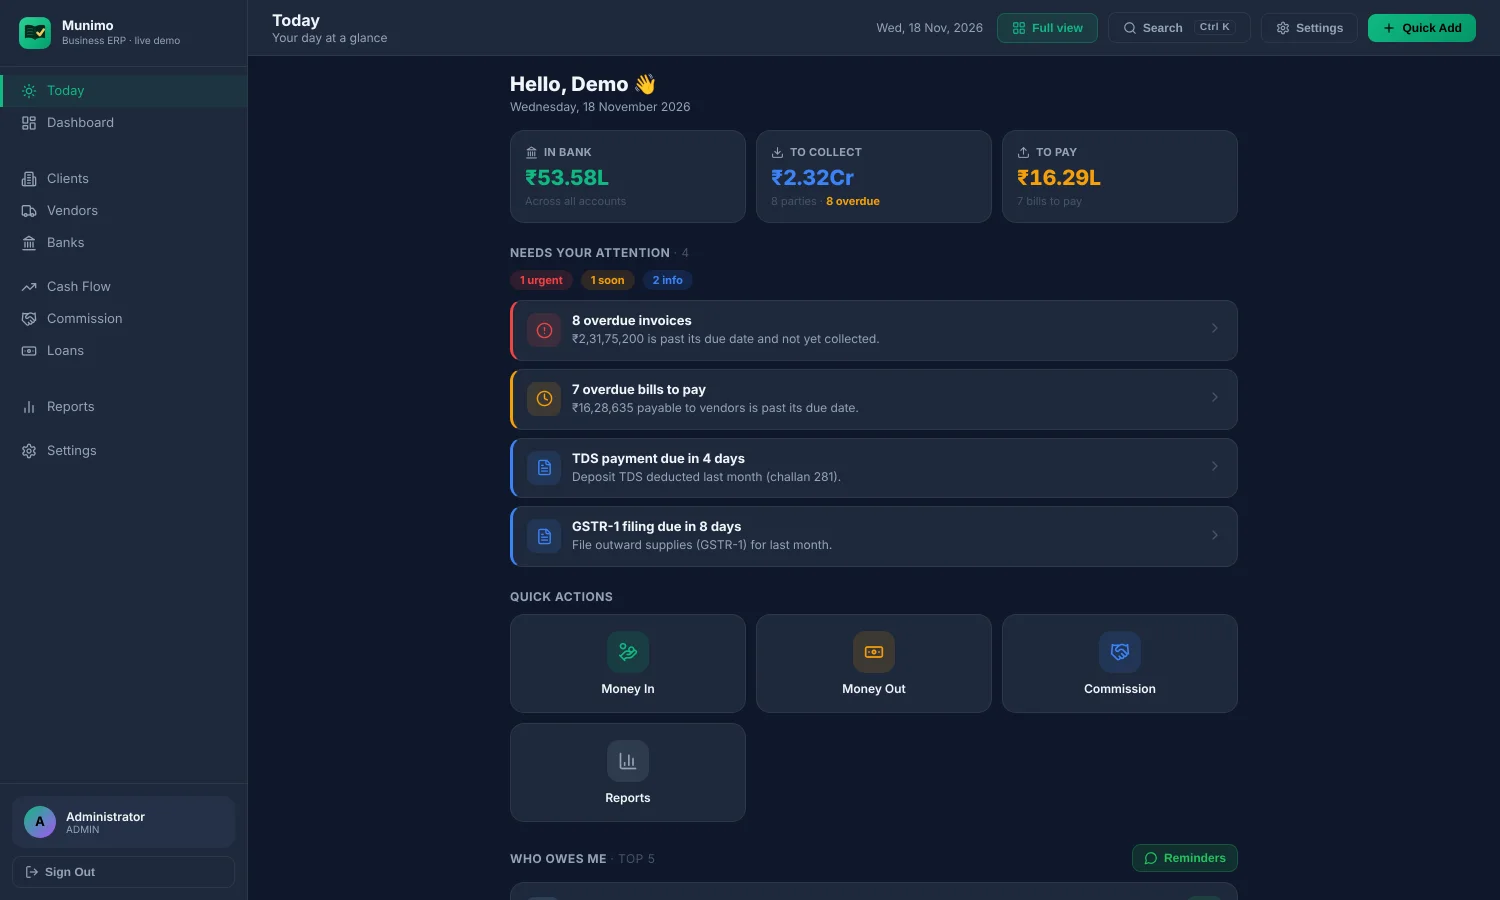 Munimo
Business ERP · live demo
Today
Dashboard
Clients
Vendors
Banks
Cash Flow
Commission
Loans
Reports
Settings
A
Administrator
ADMIN
Sign Out
Today
Your day at a glance
Wed, 18 Nov, 2026
Full view
Search Ctrl K
Settings
+ Quick Add
Hello, Demo 👋
Wednesday, 18 November 2026
IN BANK
₹53.58L
Across all accounts
TO COLLECT
₹2.32Cr
8 parties · 8 overdue
TO PAY
₹16.29L
7 bills to pay
NEEDS YOUR ATTENTION · 4
1 urgent
1 soon
2 info
8 overdue invoices
₹2,31,75,200 is past its due date and not yet collected.
7 overdue bills to pay
₹16,28,635 payable to vendors is past its due date.
TDS payment due in 4 days
Deposit TDS deducted last month (challan 281).
GSTR-1 filing due in 8 days
File outward supplies (GSTR-1) for last month.
QUICK ACTIONS
Money In
Money Out
Commission
Reports
WHO OWES ME · TOP 5
Reminders